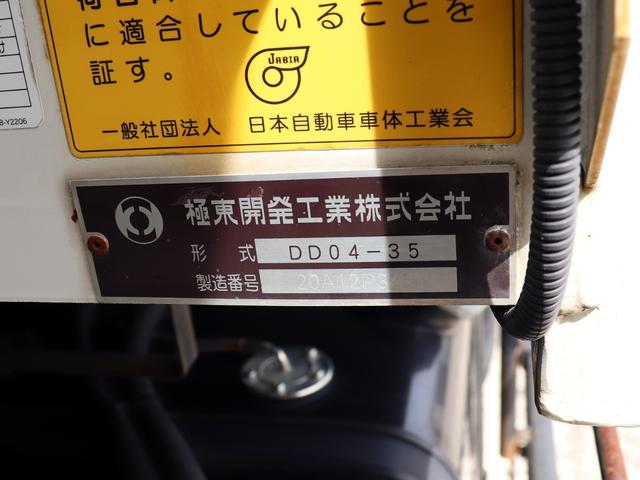 に適合していることを
証す。
JABIA
一般社団法人 日本自動車車体工業会
8-Y2206
極東開発工業株式会社
形 式 DD04-35
製造番号